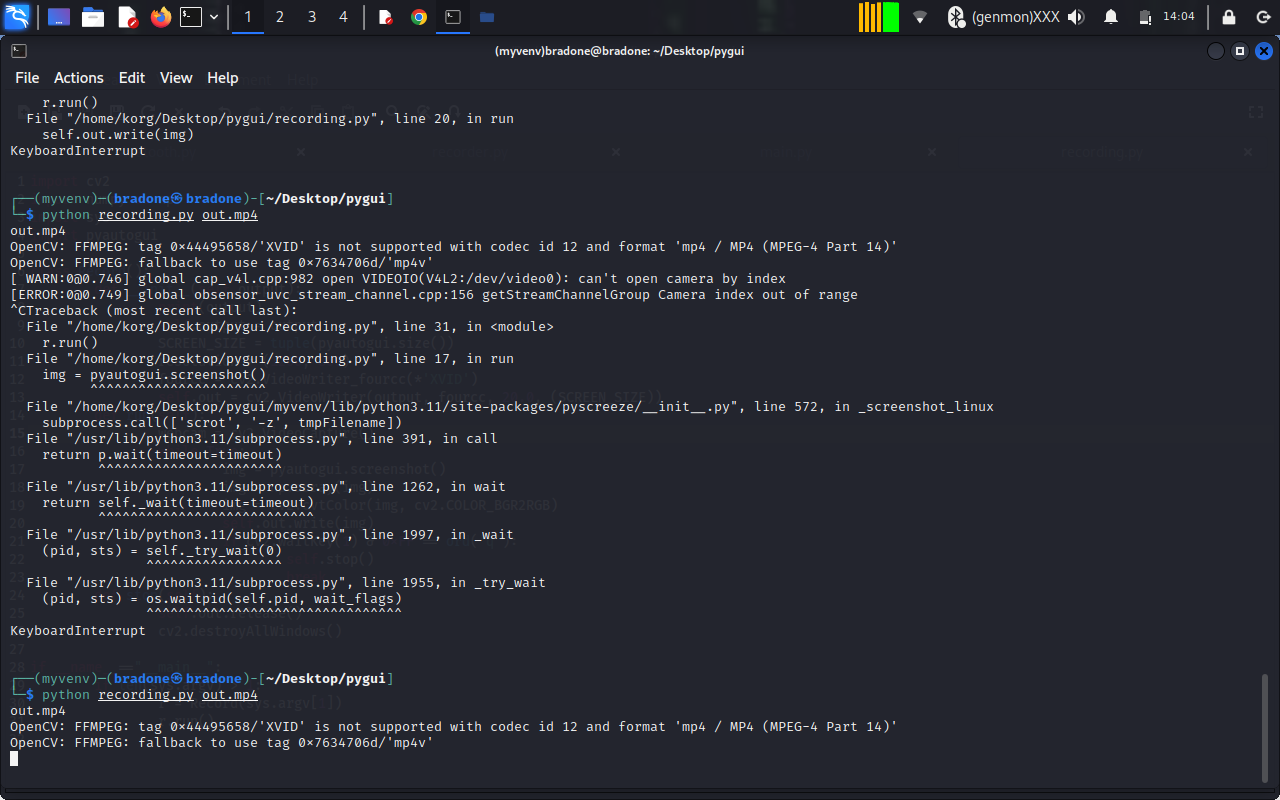 1 2 3 4 (genmon)XXX 14:04
(myvenv)bradone@bradone: ~/Desktop/pygui
File Actions Edit View Help
r.run()
File "/home/korg/Desktop/pygui/recording.py", line 20, in run
self.out.write(img)
KeyboardInterrupt
┌──(myvenv)─(bradone㉿bradone)-[~/Desktop/pygui]
└─$ python recording.py out.mp4
out.mp4
OpenCV: FFMPEG: tag 0x44495658/'XVID' is not supported with codec id 12 and format 'mp4 / MP4 (MPEG-4 Part 14)'
OpenCV: FFMPEG: fallback to use tag 0x7634706d/'mp4v'
[ WARN:0@0.746] global cap_v4l.cpp:982 open VIDEOIO(V4L2:/dev/video0): can't open camera by index
[ERROR:0@0.749] global obsensor_uvc_stream_channel.cpp:156 getStreamChannelGroup Camera index out of range
^CTraceback (most recent call last):
File "/home/korg/Desktop/pygui/recording.py", line 31, in <module>
r.run()
File "/home/korg/Desktop/pygui/recording.py", line 17, in run
img = pyautogui.screenshot()
^^^^^^^^^^^^^^^^^^^^^^
File "/home/korg/Desktop/pygui/myvenv/lib/python3.11/site-packages/pyscreeze/__init__.py", line 572, in _screenshot_linux
subprocess.call(['scrot', '-z', tmpFilename])
File "/usr/lib/python3.11/subprocess.py", line 391, in call
return p.wait(timeout=timeout)
^^^^^^^^^^^^^^^^^^^^^^^
File "/usr/lib/python3.11/subprocess.py", line 1262, in wait
return self._wait(timeout=timeout)
^^^^^^^^^^^^^^^^^^^^^^^^^^^
File "/usr/lib/python3.11/subprocess.py", line 1997, in _wait
(pid, sts) = self._try_wait(0)
^^^^^^^^^^^^^^^^^
File "/usr/lib/python3.11/subprocess.py", line 1955, in _try_wait
(pid, sts) = os.waitpid(self.pid, wait_flags)
^^^^^^^^^^^^^^^^^^^^^^^^^^^^^^^^
KeyboardInterrupt
┌──(myvenv)─(bradone㉿bradone)-[~/Desktop/pygui]
└─$ python recording.py out.mp4
out.mp4
OpenCV: FFMPEG: tag 0x44495658/'XVID' is not supported with codec id 12 and format 'mp4 / MP4 (MPEG-4 Part 14)'
OpenCV: FFMPEG: fallback to use tag 0x7634706d/'mp4v'